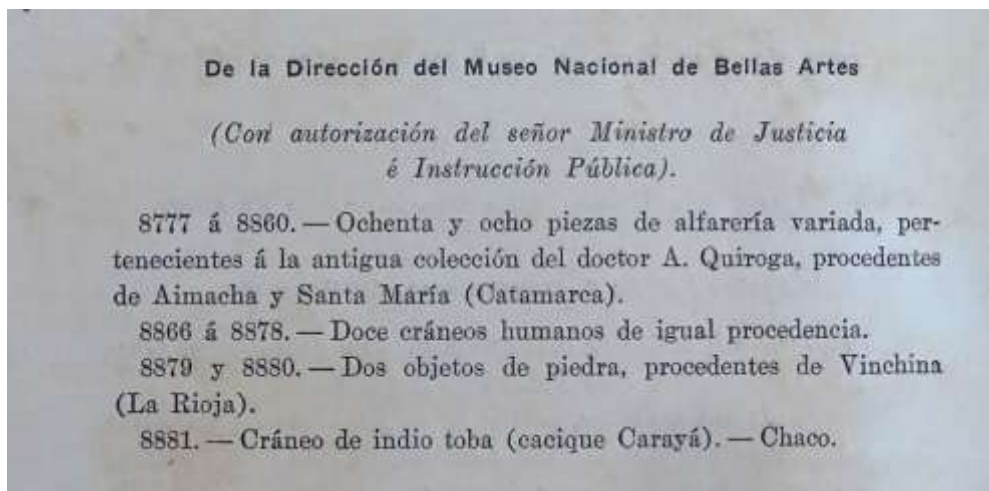 De la Dirección del Museo Nacional de Bellas Artes
(Con autorización del señor Ministro de Justicia
é Instrucción Pública).
8777 á 8860. — Ochenta y ocho piezas de alfarería variada, per-
tenecientes á la antigua colección del doctor A. Quiroga, procedentes
de Aimacha y Santa María (Catamarca).
8866 á 8878. — Doce cráneos humanos de igual procedencia.
8879 y 8880. — Dos objetos de piedra, procedentes de Vinchina
(La Rioja).
8881. — Cráneo de indio toba (cacique Carayá). — Chaco.